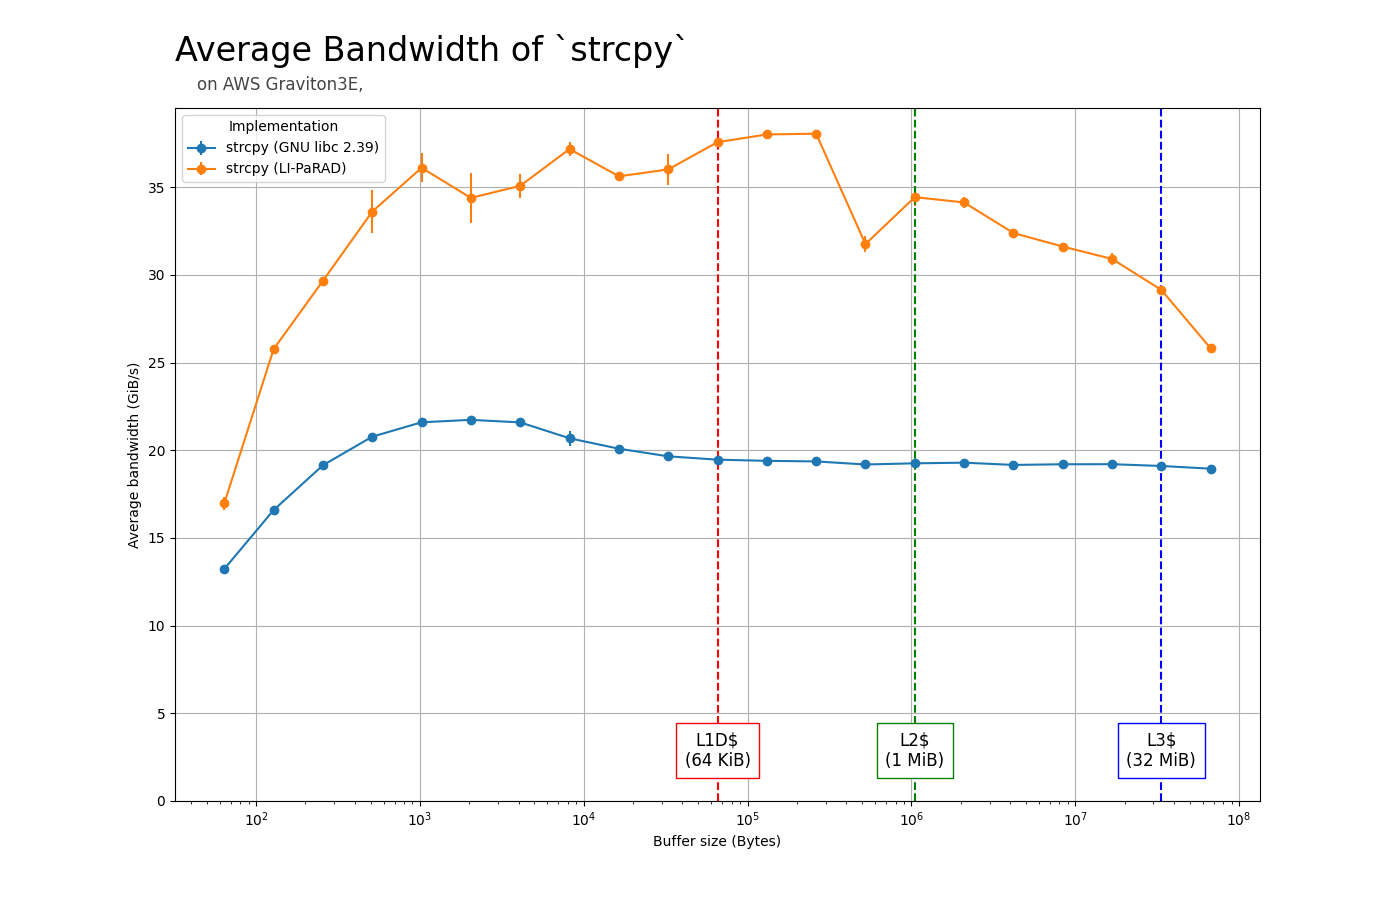 Average Bandwidth of `strcpy`
on AWS Graviton3E,
Implementation
strcpy (GNU libc 2.39)
strcpy (LI-PaRAD)
Average bandwidth (GiB/s)
35
30
25
20
15
10
5
0
L1D$
(64 KiB)
L2$
(1 MiB)
L3$
(32 MiB)
10² 10³ 10⁴ 10⁵ 10⁶ 10⁷ 10⁸
Buffer size (Bytes)